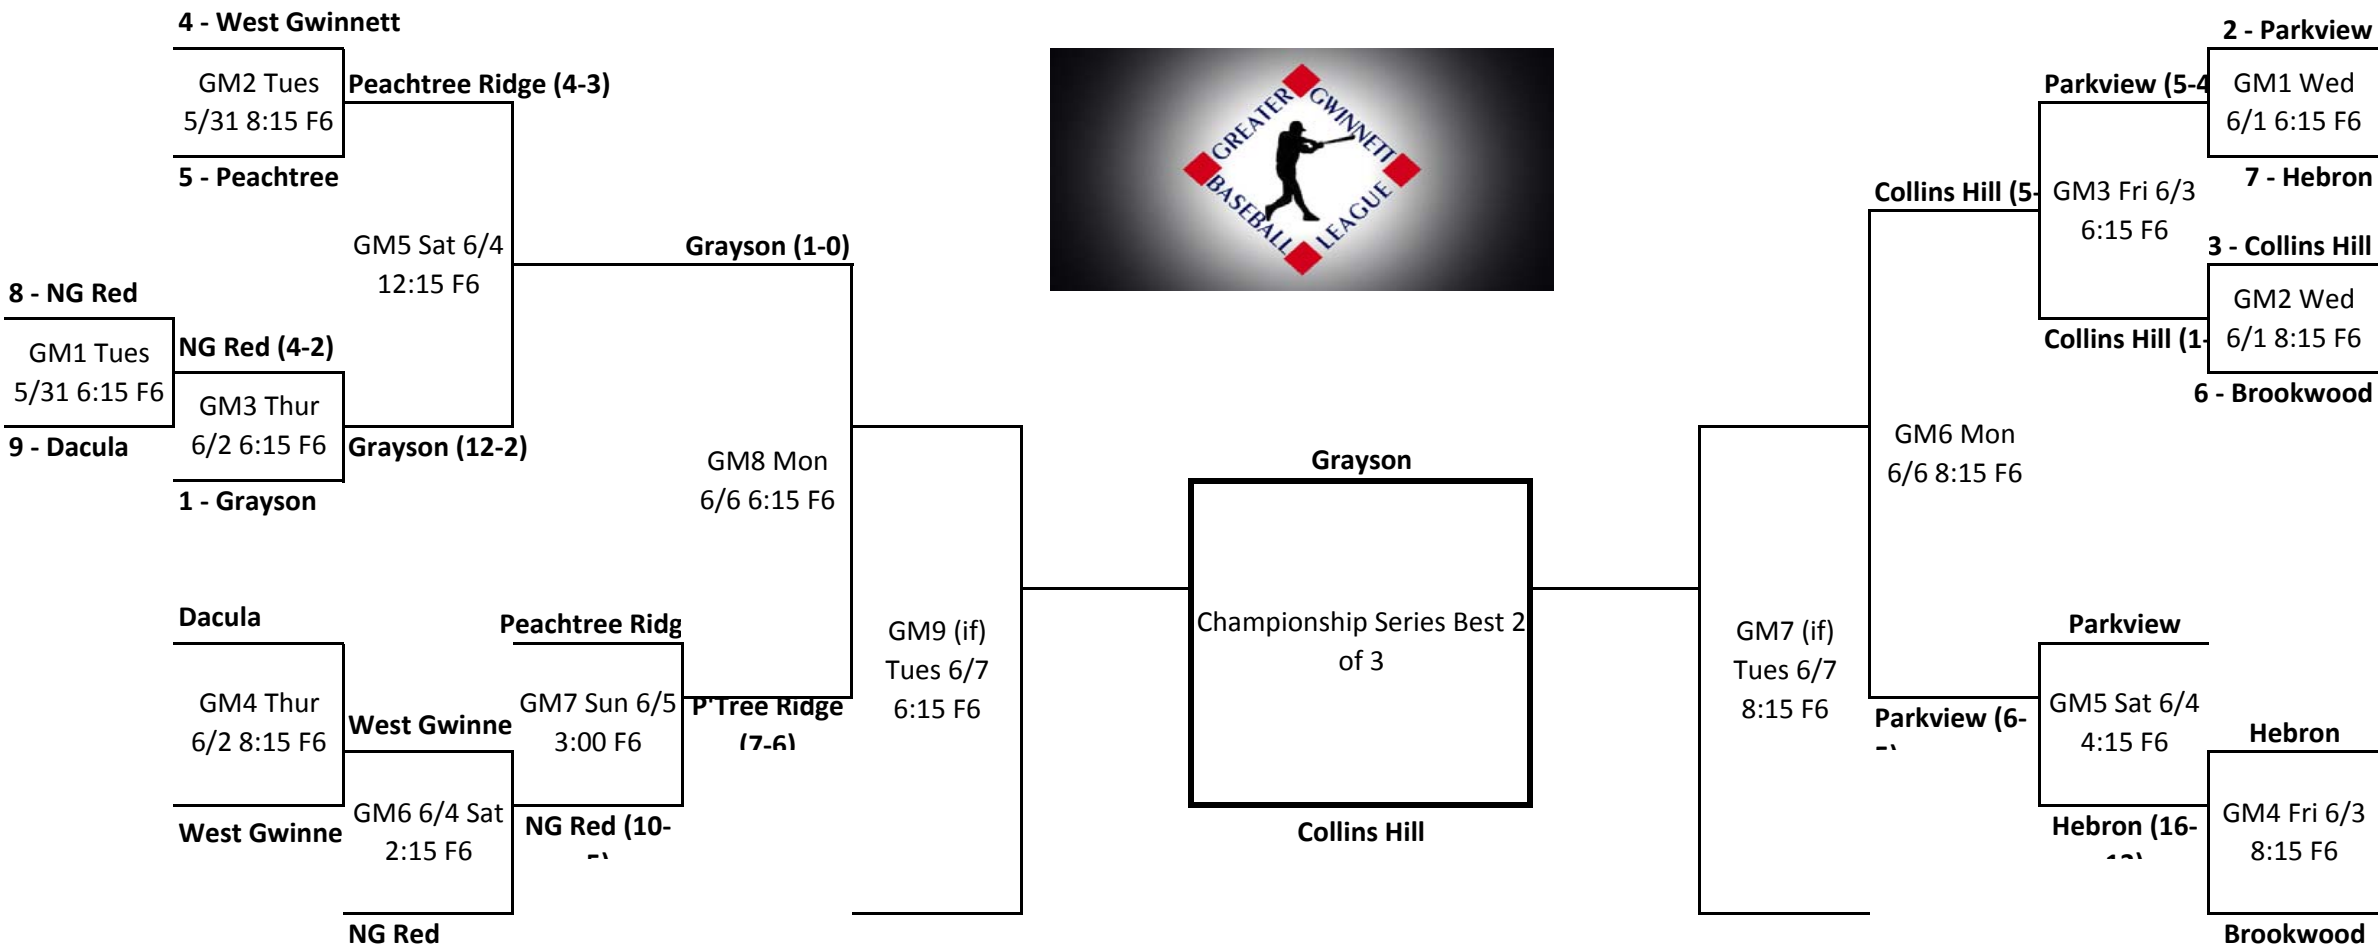 4 - West Gwinnett
GM2 Tues
5/31 8:15 F6
Peachtree Ridge (4-3)
5 - Peachtree
GM5 Sat 6/4
12:15 F6
Grayson (1-0)
8 - NG Red
GM1 Tues
5/31 6:15 F6
NG Red (4-2)
9 - Dacula
GM3 Thur
6/2 6:15 F6
Grayson (12-2)
1 - Grayson
GM8 Mon
6/6 6:15 F6
Dacula
GM4 Thur
6/2 8:15 F6
West Gwinne
West Gwinne
GM6 6/4 Sat
2:15 F6
NG Red
Peachtree Ridg
GM7 Sun 6/5
3:00 F6
NG Red (10-
P'Tree Ridge
(7-6)
GM9 (if)
Tues 6/7
6:15 F6
GREATER
GWINNETT
BASEBALL
LEAGUE
Grayson
Championship Series Best 2
of 3
Collins Hill
GM7 (if)
Tues 6/7
8:15 F6
2 - Parkview
GM1 Wed
6/1 6:15 F6
Parkview (5-4
7 - Hebron
Collins Hill (5-
GM3 Fri 6/3
6:15 F6
3 - Collins Hill
GM2 Wed
6/1 8:15 F6
Collins Hill (1-
6 - Brookwood
GM6 Mon
6/6 8:15 F6
Parkview
GM5 Sat 6/4
4:15 F6
Parkview (6-
Hebron
GM4 Fri 6/3
8:15 F6
Hebron (16-
Brookwood